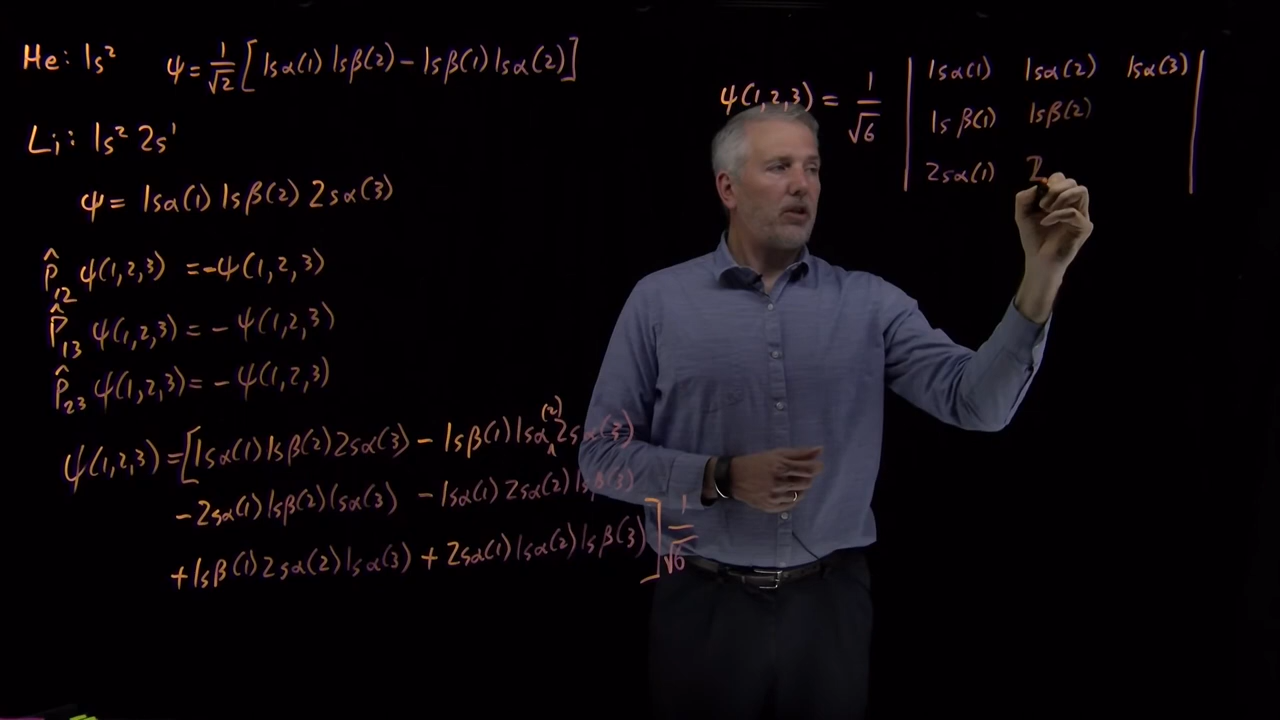 He: 1s²
ψ = 1/√2 [1sα(1) 1sβ(2) − 1sβ(1) 1sα(2)]
Li: 1s² 2s¹
ψ = 1sα(1) 1sβ(2) 2sα(3)
P̂₁₂ ψ(1,2,3) = −ψ(1,2,3)
P̂₁₃ ψ(1,2,3) = − ψ(1,2,3)
P̂₂₃ ψ(1,2,3) = − ψ(1,2,3)
ψ(1,2,3) = [1sα(1) 1sβ(2) 2sα(3) − 1sβ(1) 1sα(2) 2sα(3)
− 2sα(1) 1sβ(2) 1sα(3) − 1sα(1) 2sα(2) 1sβ(3)
+ 1sβ(1) 2sα(2) 1sα(3) + 2sα(1) 1sα(2) 1sβ(3)] 1/√6
ψ(1,2,3) = 1/√6 | 1sα(1) 1sα(2) 1sα(3) |
1sβ(1) 1sβ(2)
2sα(1) 2